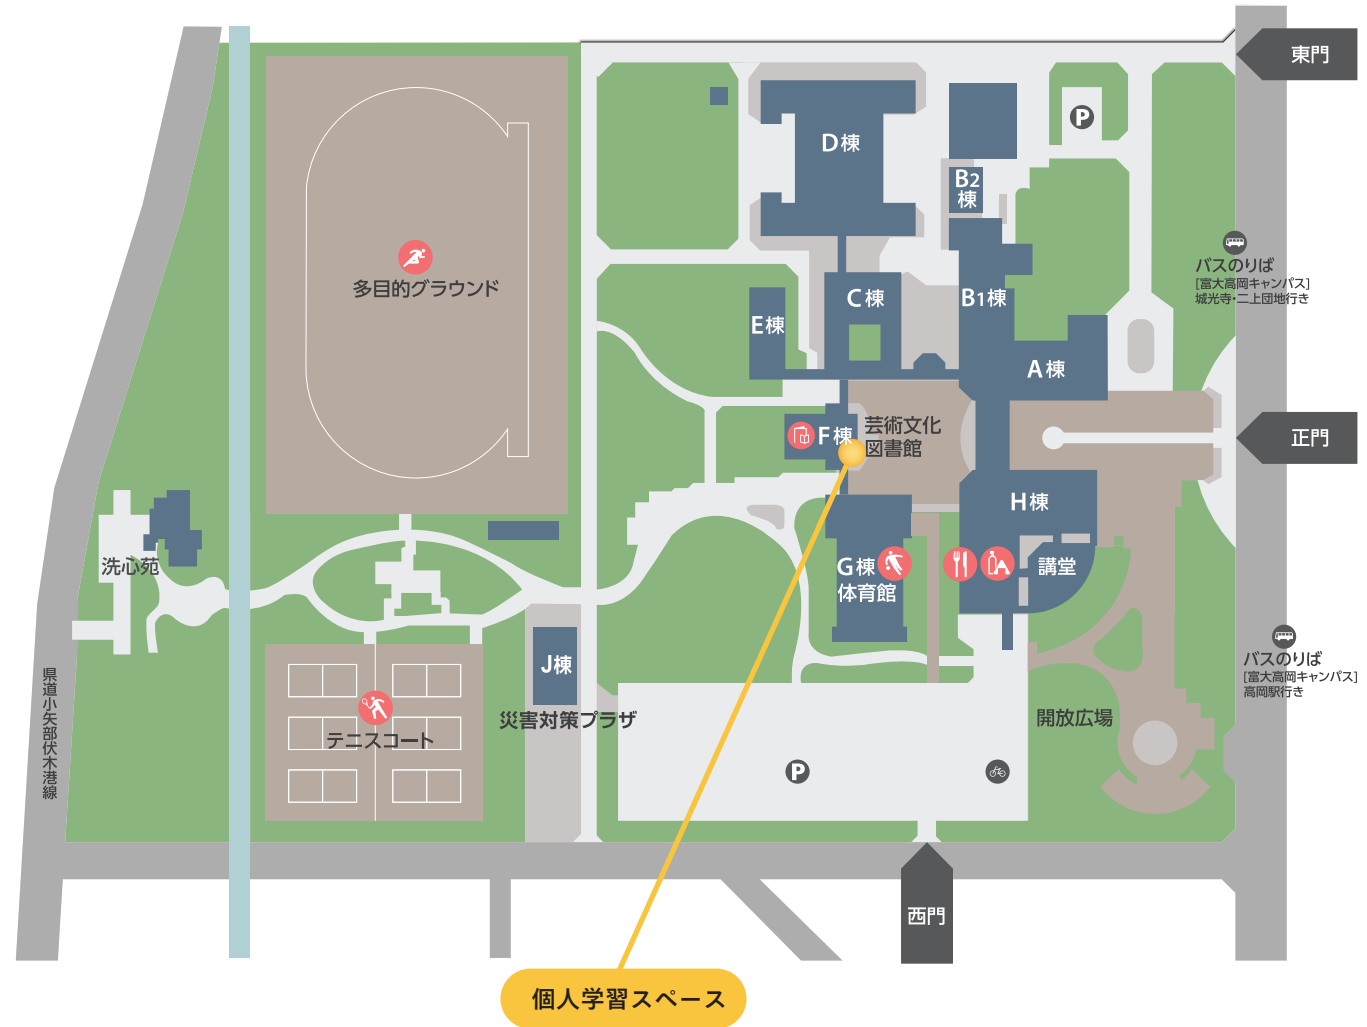 東門
P
D棟
B2
棟
バスのりば
[富大高岡キャンパス]
城光寺・二上団地行き
多目的グラウンド
C棟
B1棟
E棟
A棟
芸術文化
図書館
F棟
正門
H棟
洗心苑
G棟
体育館
講堂
J棟
災害対策プラザ
バスのりば
[富大高岡キャンパス]
高岡駅行き
県道小矢部伏木港線
テニスコート
開放広場
P
西門
個人学習スペース